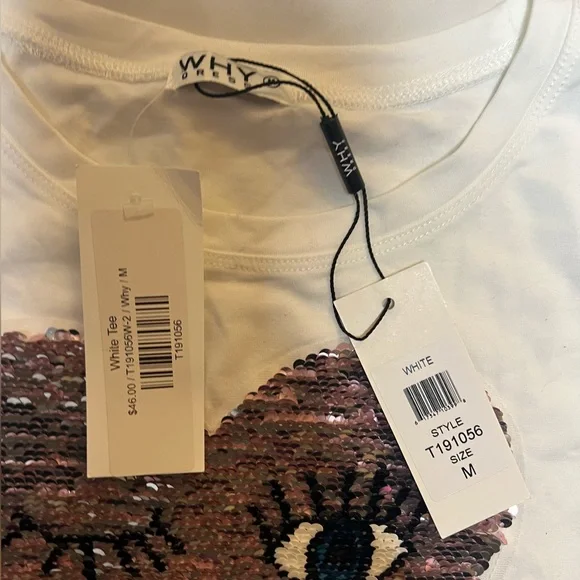 WHY
DRESS
M
WHY
White Tee
$46.00 / T191056W-2 / Why / M
T191056
WHITE
STYLE
T191056
SIZE
M